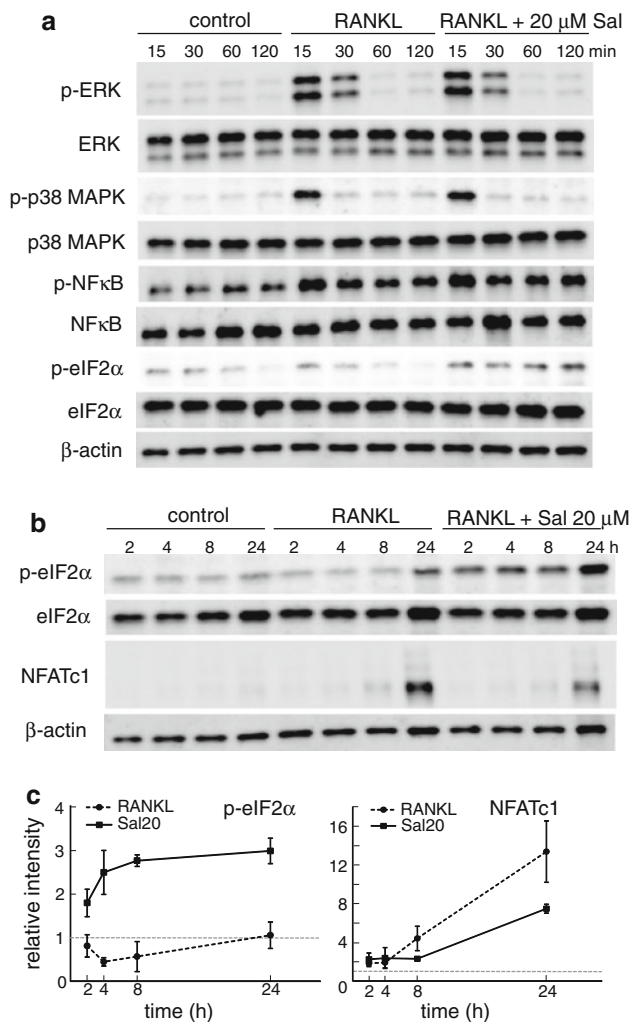 a
control RANKL RANKL + 20 μM Sal
15 30 60 120 15 30 60 120 15 30 60 120 min
p-ERK
ERK
p-p38 MAPK
p38 MAPK
p-NFκB
NFκB
p-eIF2α
eIF2α
β-actin
b
control RANKL RANKL + Sal 20 μM
2 4 8 24 2 4 8 24 2 4 8 24 h
p-eIF2α
eIF2α
NFATc1
β-actin
c
relative intensity
4
3
2
1
0
RANKL
Sal20
p-eIF2α
2 4 8 24
time (h)
16
12
8
4
2
0
RANKL
Sal20
NFATc1
2 4 8 24
time (h)